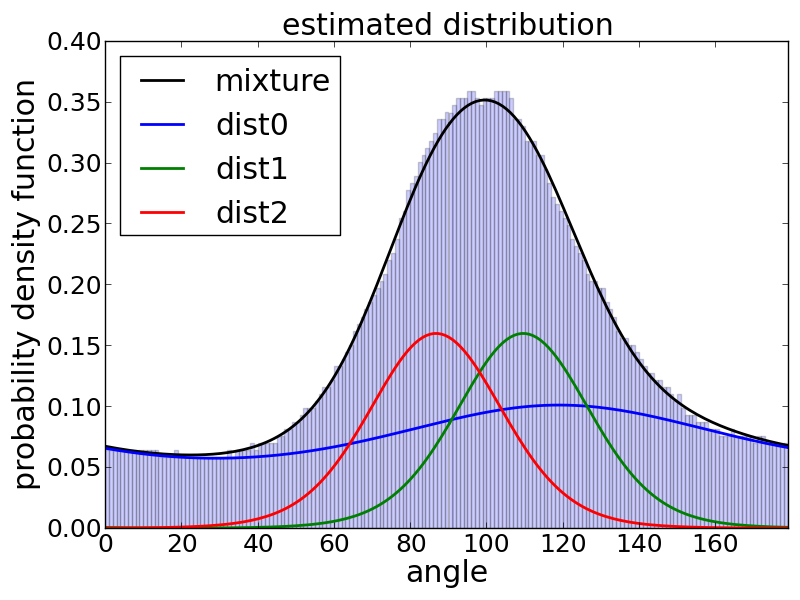 estimated distribution
mixture
dist0
dist1
dist2
probability density function
0.40
0.35
0.30
0.25
0.20
0.15
0.10
0.05
0.00
0 20 40 60 80 100 120 140 160
angle